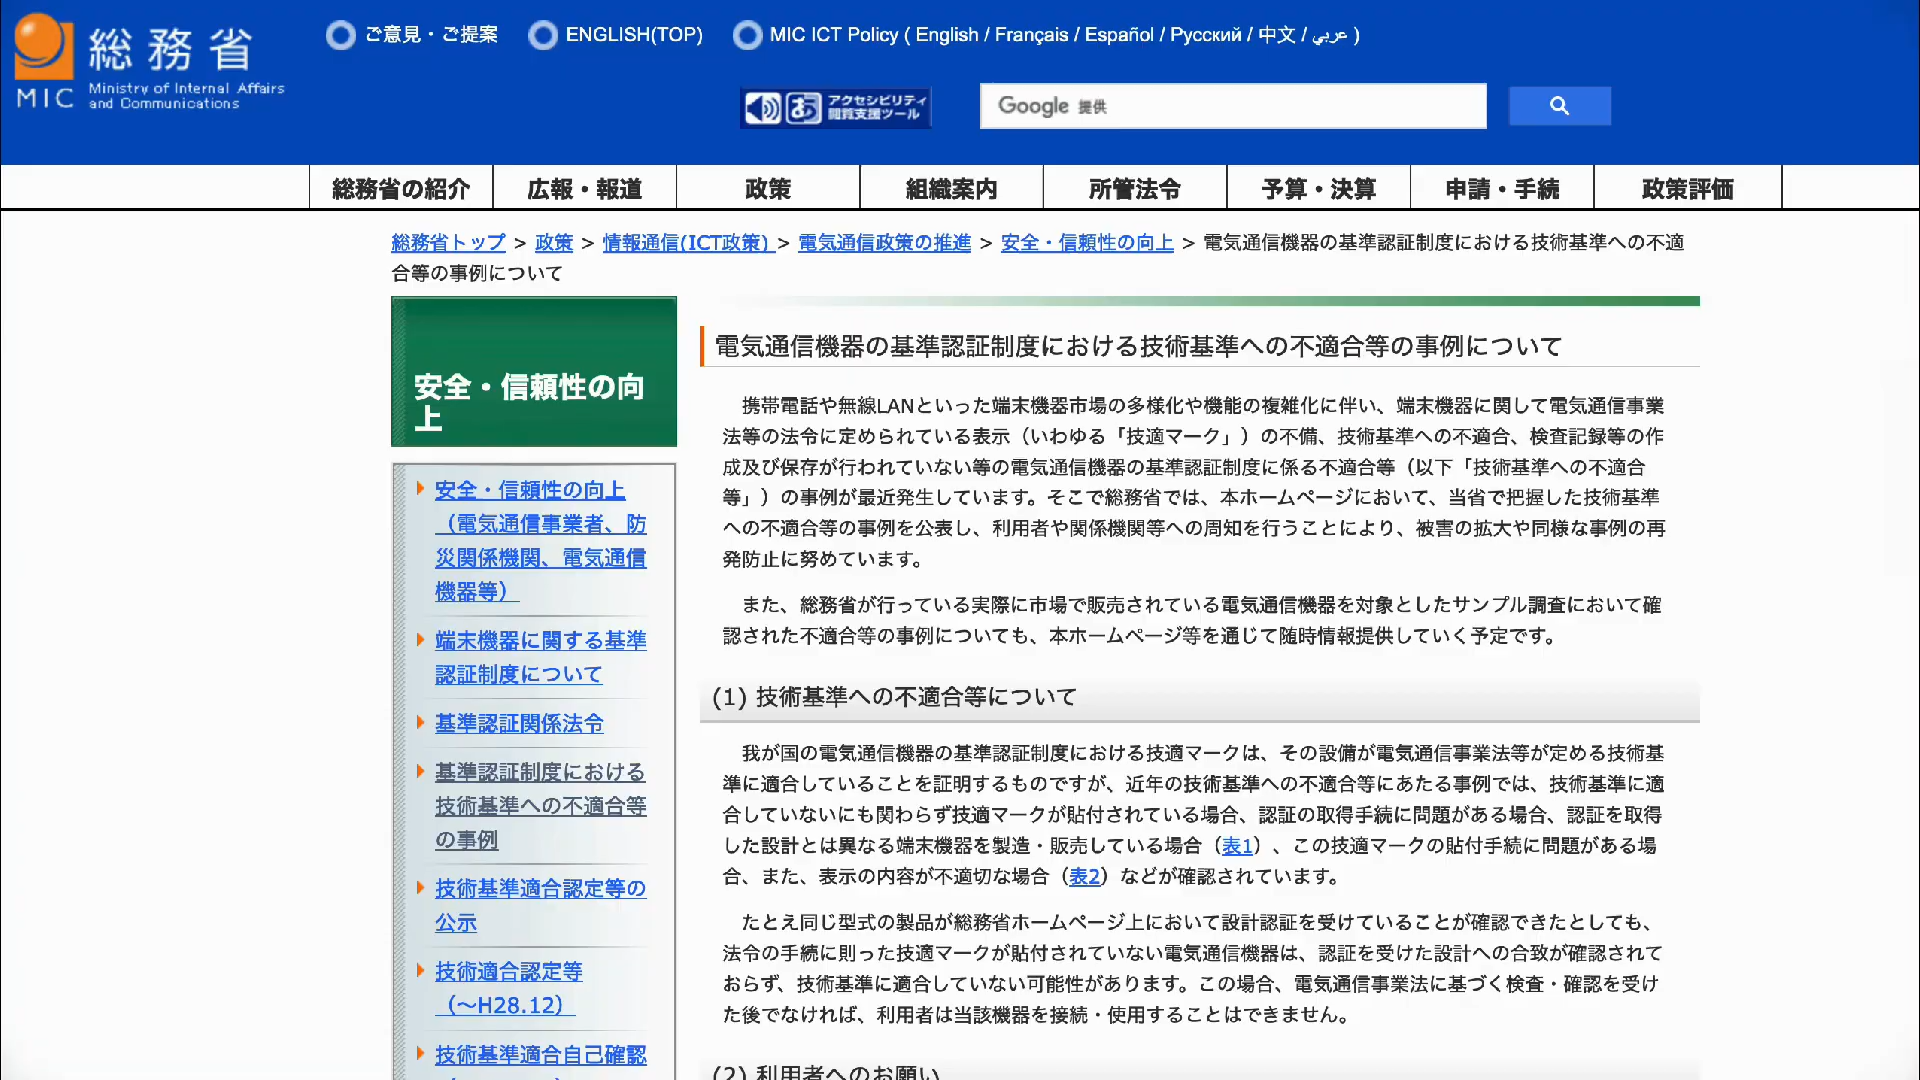 総務省
MIC Ministry of Internal Affairs
and Communications
ご意見・ご提案
ENGLISH(TOP)
MIC ICT Policy ( English / Français / Español / Русский / 中文 / عربي )
あ アクセシビリティ
閲覧支援ツール
Google 提供
総務省の紹介
広報・報道
政策
組織案内
所管法令
予算・決算
申請・手続
政策評価
総務省トップ > 政策 > 情報通信(ICT政策) > 電気通信政策の推進 > 安全・信頼性の向上 > 電気通信機器の基準認証制度における技術基準への不適
合等の事例について
安全・信頼性の向
上
安全・信頼性の向上
（電気通信事業者、防
災関係機関、電気通信
機器等）
端末機器に関する基準
認証制度について
基準認証関係法令
基準認証制度における
技術基準への不適合等
の事例
技術基準適合認定等の
公示
技術適合認定等
（～H28.12）
技術基準適合自己確認
電気通信機器の基準認証制度における技術基準への不適合等の事例について
携帯電話や無線LANといった端末機器市場の多様化や機能の複雑化に伴い、端末機器に関して電気通信事業
法等の法令に定められている表示（いわゆる「技適マーク」）の不備、技術基準への不適合、検査記録等の作
成及び保存が行われていない等の電気通信機器の基準認証制度に係る不適合等（以下「技術基準への不適合
等」）の事例が最近発生しています。そこで総務省では、本ホームページにおいて、当省で把握した技術基準
への不適合等の事例を公表し、利用者や関係機関等への周知を行うことにより、被害の拡大や同様な事例の再
発防止に努めています。
また、総務省が行っている実際に市場で販売されている電気通信機器を対象としたサンプル調査において確
認された不適合等の事例についても、本ホームページ等を通じて随時情報提供していく予定です。
(1) 技術基準への不適合等について
我が国の電気通信機器の基準認証制度における技適マークは、その設備が電気通信事業法等が定める技術基
準に適合していることを証明するものですが、近年の技術基準への不適合等にあたる事例では、技術基準に適
合していないにも関わらず技適マークが貼付されている場合、認証の取得手続に問題がある場合、認証を取得
した設計とは異なる端末機器を製造・販売している場合（表1）、この技適マークの貼付手続に問題がある場
合、また、表示の内容が不適切な場合（表2）などが確認されています。
たとえ同じ型式の製品が総務省ホームページ上において設計認証を受けていることが確認できたとしても、
法令の手続に則った技適マークが貼付されていない電気通信機器は、認証を受けた設計への合致が確認されて
おらず、技術基準に適合していない可能性があります。この場合、電気通信事業法に基づく検査・確認を受け
た後でなければ、利用者は当該機器を接続・使用することはできません。
(2) 利用者へのお願い